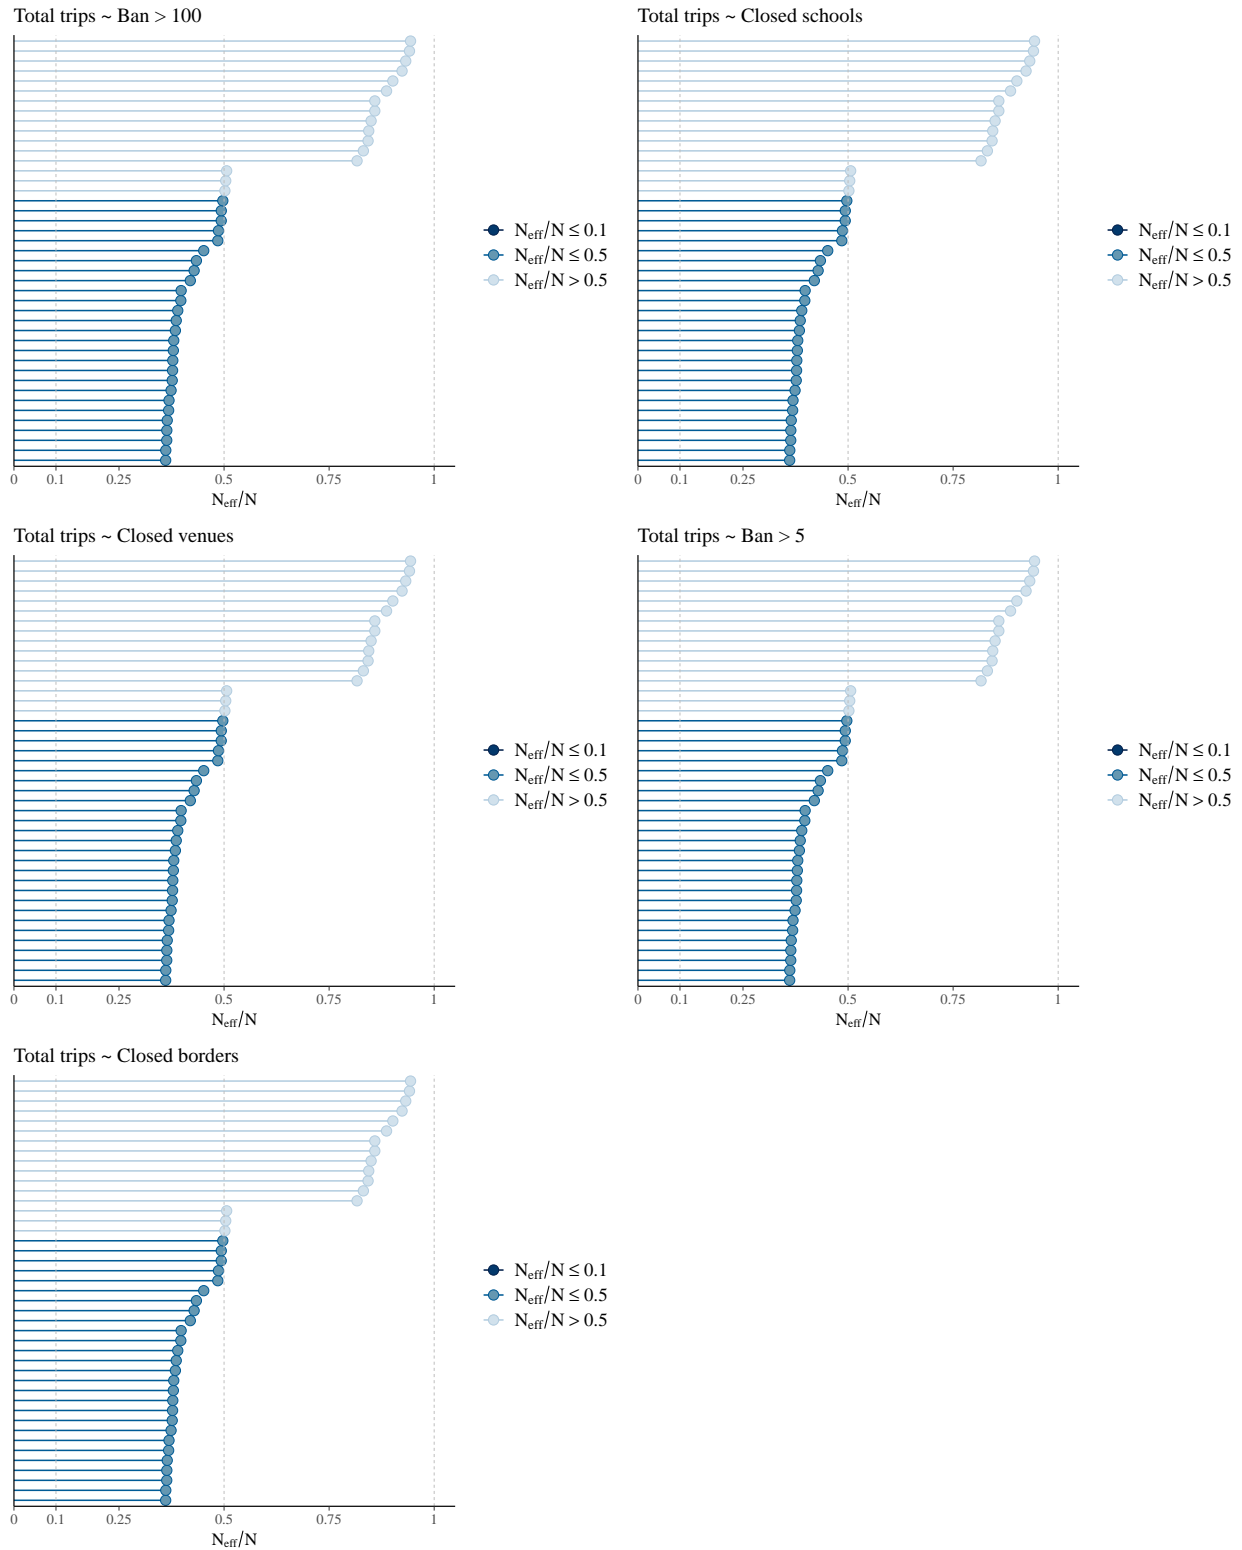 Total trips ~ Ban > 100
Neff/N ≤ 0.1
Neff/N ≤ 0.5
Neff/N > 0.5
0 0.1 0.25 0.5 0.75 1
Neff/N
Total trips ~ Closed schools
Neff/N ≤ 0.1
Neff/N ≤ 0.5
Neff/N > 0.5
0 0.1 0.25 0.5 0.75 1
Neff/N
Total trips ~ Closed venues
Neff/N ≤ 0.1
Neff/N ≤ 0.5
Neff/N > 0.5
0 0.1 0.25 0.5 0.75 1
Neff/N
Total trips ~ Ban > 5
Neff/N ≤ 0.1
Neff/N ≤ 0.5
Neff/N > 0.5
0 0.1 0.25 0.5 0.75 1
Neff/N
Total trips ~ Closed borders
Neff/N ≤ 0.1
Neff/N ≤ 0.5
Neff/N > 0.5
0 0.1 0.25 0.5 0.75 1
Neff/N